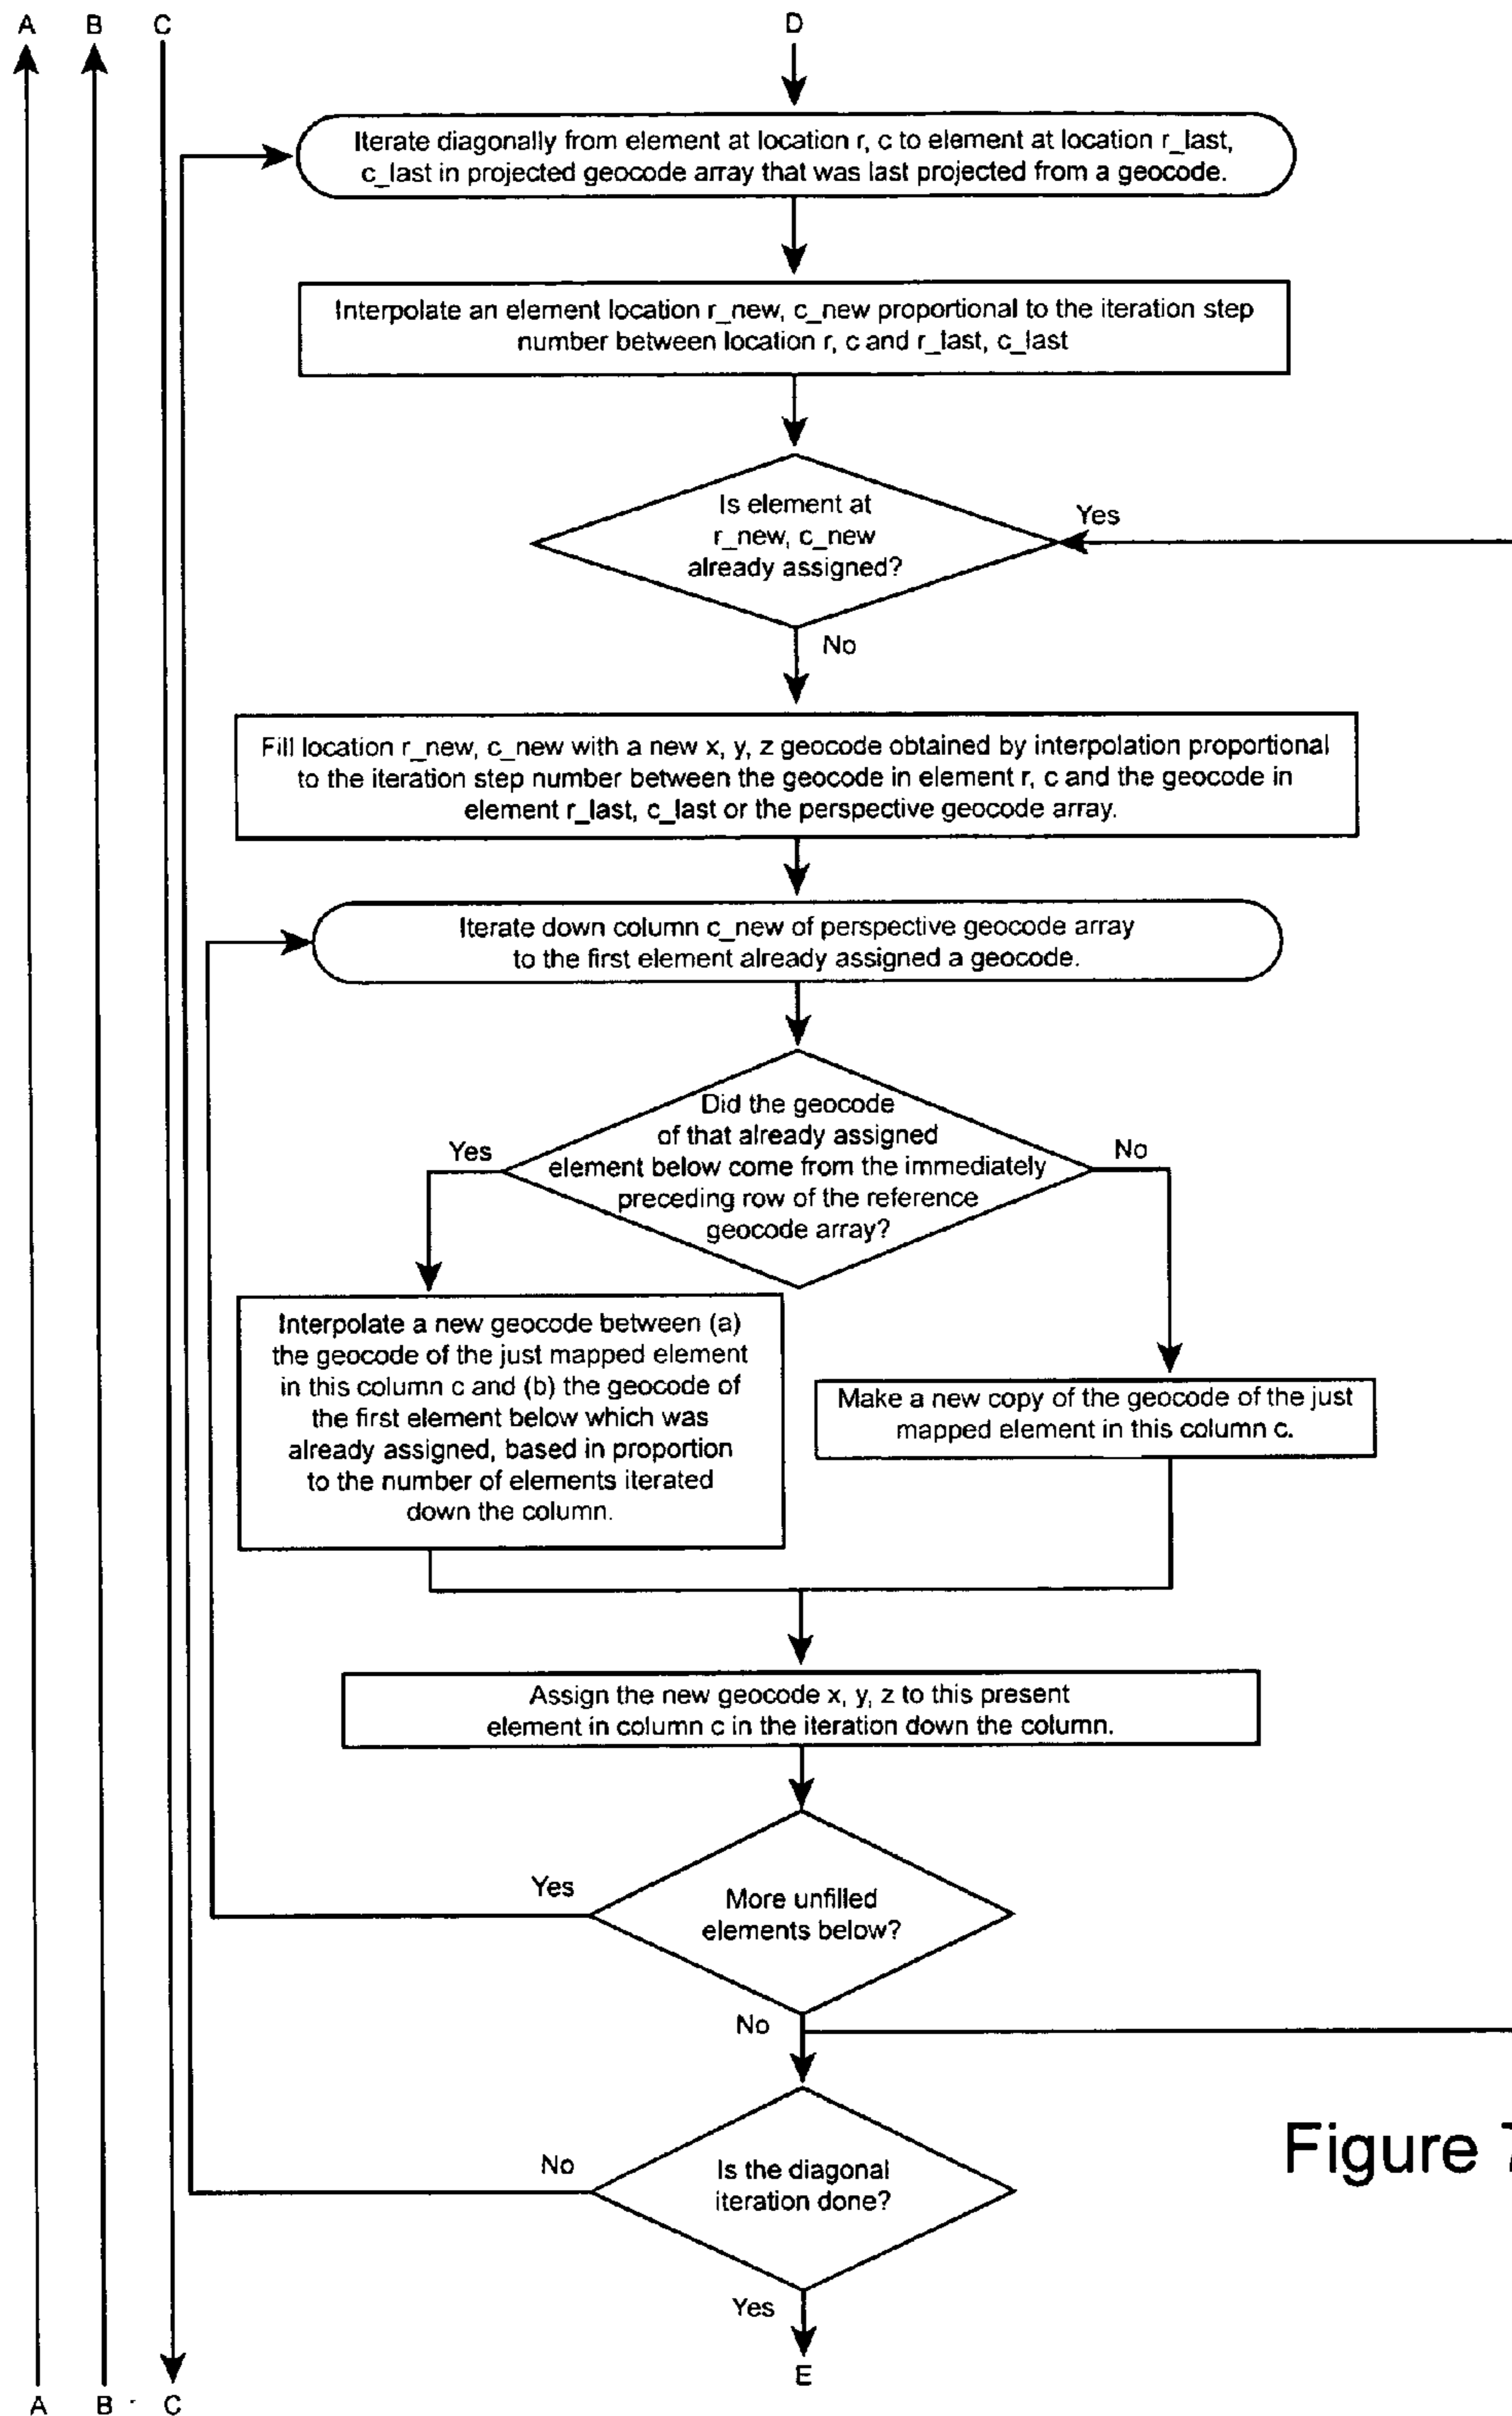 A B C D
Iterate diagonally from element at location r, c to element at location r_last,
c_last in projected geocode array that was last projected from a geocode.
Interpolate an element location r_new, c_new proportional to the iteration step
number between location r, c and r_last, c_last
Is element at
r_new, c_new
already assigned?
Yes
No
Fill location r_new, c_new with a new x, y, z geocode obtained by interpolation proportional
to the iteration step number between the geocode in element r, c and the geocode in
element r_last, c_last or the perspective geocode array.
Iterate down column c_new of perspective geocode array
to the first element already assigned a geocode.
Did the geocode
of that already assigned
element below come from the immediately
preceding row of the reference
geocode array?
Yes
No
Interpolate a new geocode between (a)
the geocode of the just mapped element
in this column c and (b) the geocode of
the first element below which was
already assigned, based in proportion
to the number of elements iterated
down the column.
Make a new copy of the geocode of the just
mapped element in this column c.
Assign the new geocode x, y, z to this present
element in column c in the iteration down the column.
More unfilled
elements below?
Yes
No
Is the diagonal
iteration done?
No
Yes
Figure 7
E
A B C